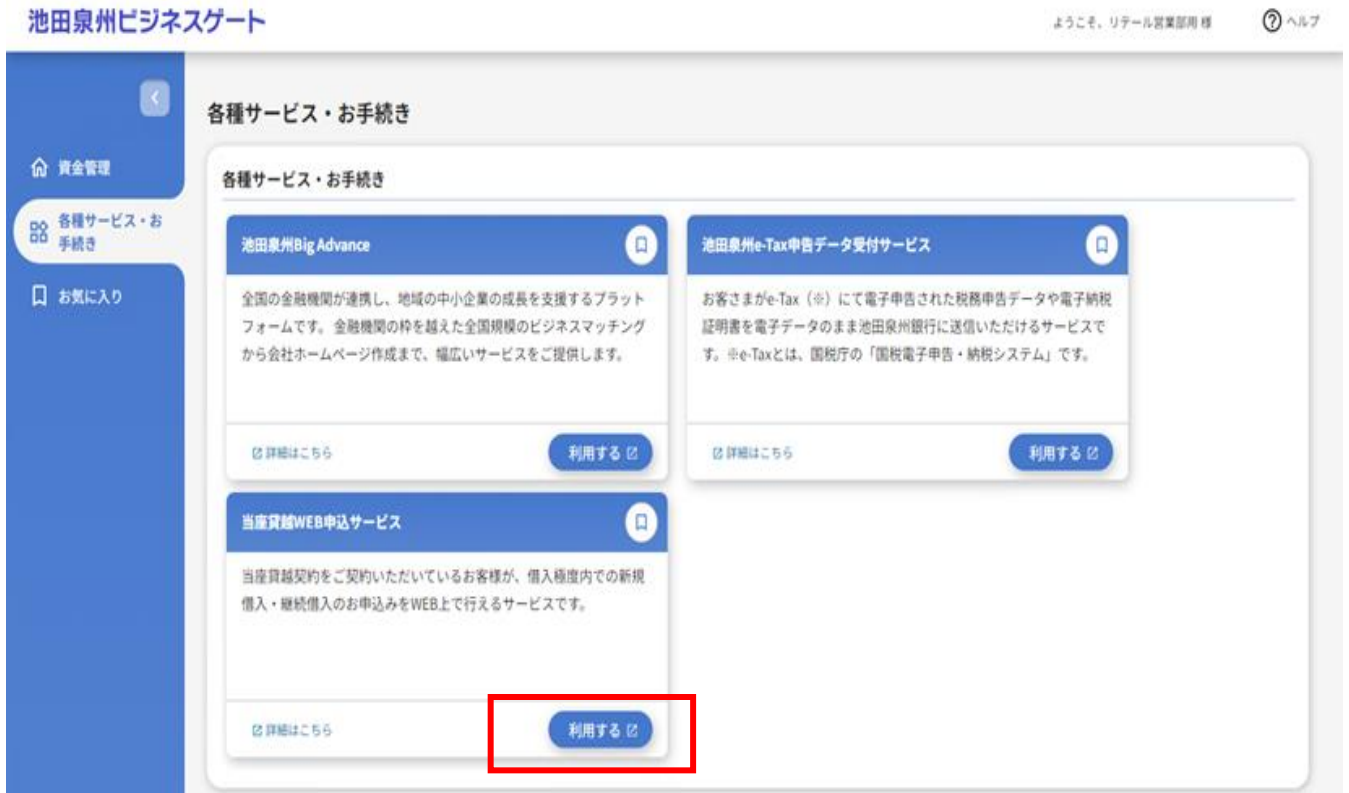 池田泉州ビジネスゲート
ようこそ、リテール営業部用 様
ヘルプ
資金管理
各種サービス・お
手続き
お気に入り
各種サービス・お手続き
各種サービス・お手続き
池田泉州Big Advance
全国の金融機関が連携し、地域の中小企業の成長を支援するプラット
フォームです。金融機関の枠を越えた全国規模のビジネスマッチング
から会社ホームページ作成まで、幅広いサービスをご提供します。
詳細はこちら
利用する
池田泉州e-Tax申告データ受付サービス
お客さまがe-Tax（※）にて電子申告された税務申告データや電子納税
証明書を電子データのまま池田泉州銀行に送信いただけるサービスで
す。※e-Taxとは、国税庁の「国税電子申告・納税システム」です。
詳細はこちら
利用する
当座貸越WEB申込サービス
当座貸越契約をご契約いただいているお客様が、借入極度内での新規
借入・継続借入のお申込みをWEB上で行えるサービスです。
詳細はこちら
利用する